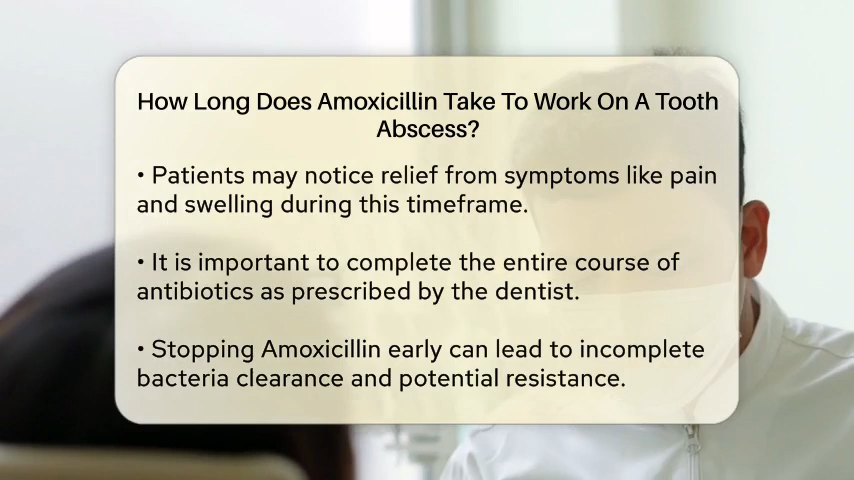 How Long Does Amoxicillin Take To Work On A Tooth
Abscess?
• Patients may notice relief from symptoms like pain
and swelling during this timeframe.
• It is important to complete the entire course of
antibiotics as prescribed by the dentist.
• Stopping Amoxicillin early can lead to incomplete
bacteria clearance and potential resistance.